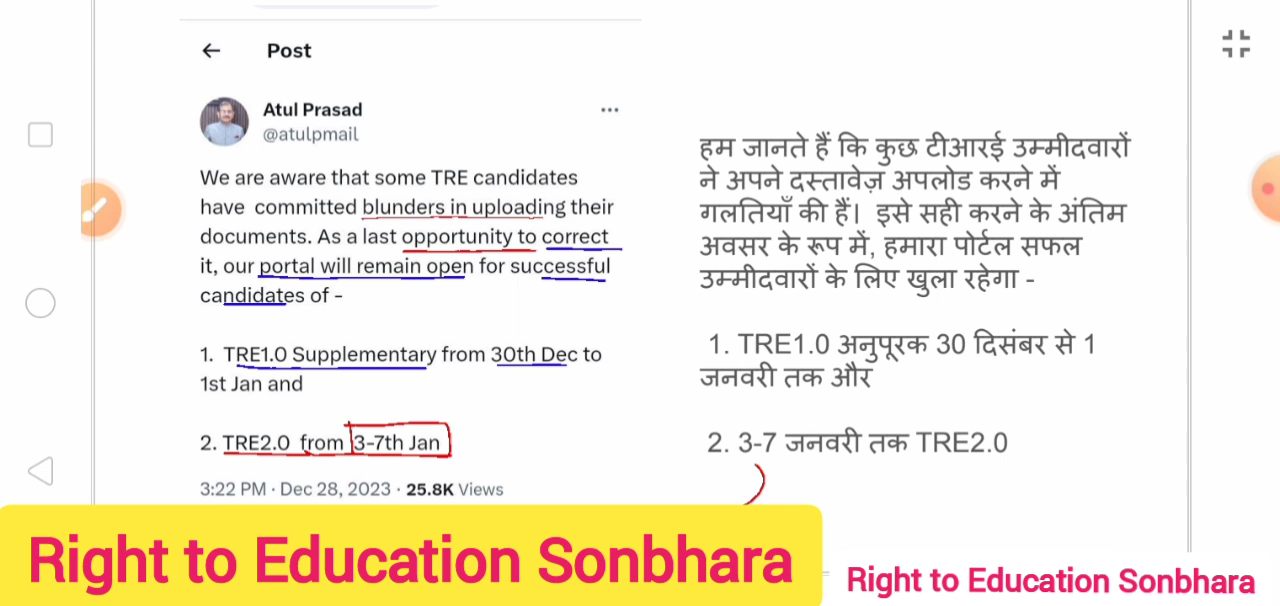 Post
Atul Prasad
@atulpmail
We are aware that some TRE candidates
have committed blunders in uploading their
documents. As a last opportunity to correct
it, our portal will remain open for successful
candidates of -
1. TRE1.0 Supplementary from 30th Dec to
1st Jan and
2. TRE2.0 from 3-7th Jan
3:22 PM · Dec 28, 2023 · 25.8K Views
हम जानते हैं कि कुछ टीआरई उम्मीदवारों
ने अपने दस्तावेज़ अपलोड करने में
गलतियाँ की हैं। इसे सही करने के अंतिम
अवसर के रूप में, हमारा पोर्टल सफल
उम्मीदवारों के लिए खुला रहेगा -
1. TRE1.0 अनुपूरक 30 दिसंबर से 1
जनवरी तक और
2. 3-7 जनवरी तक TRE2.0
Right to Education Sonbhara
Right to Education Sonbhara